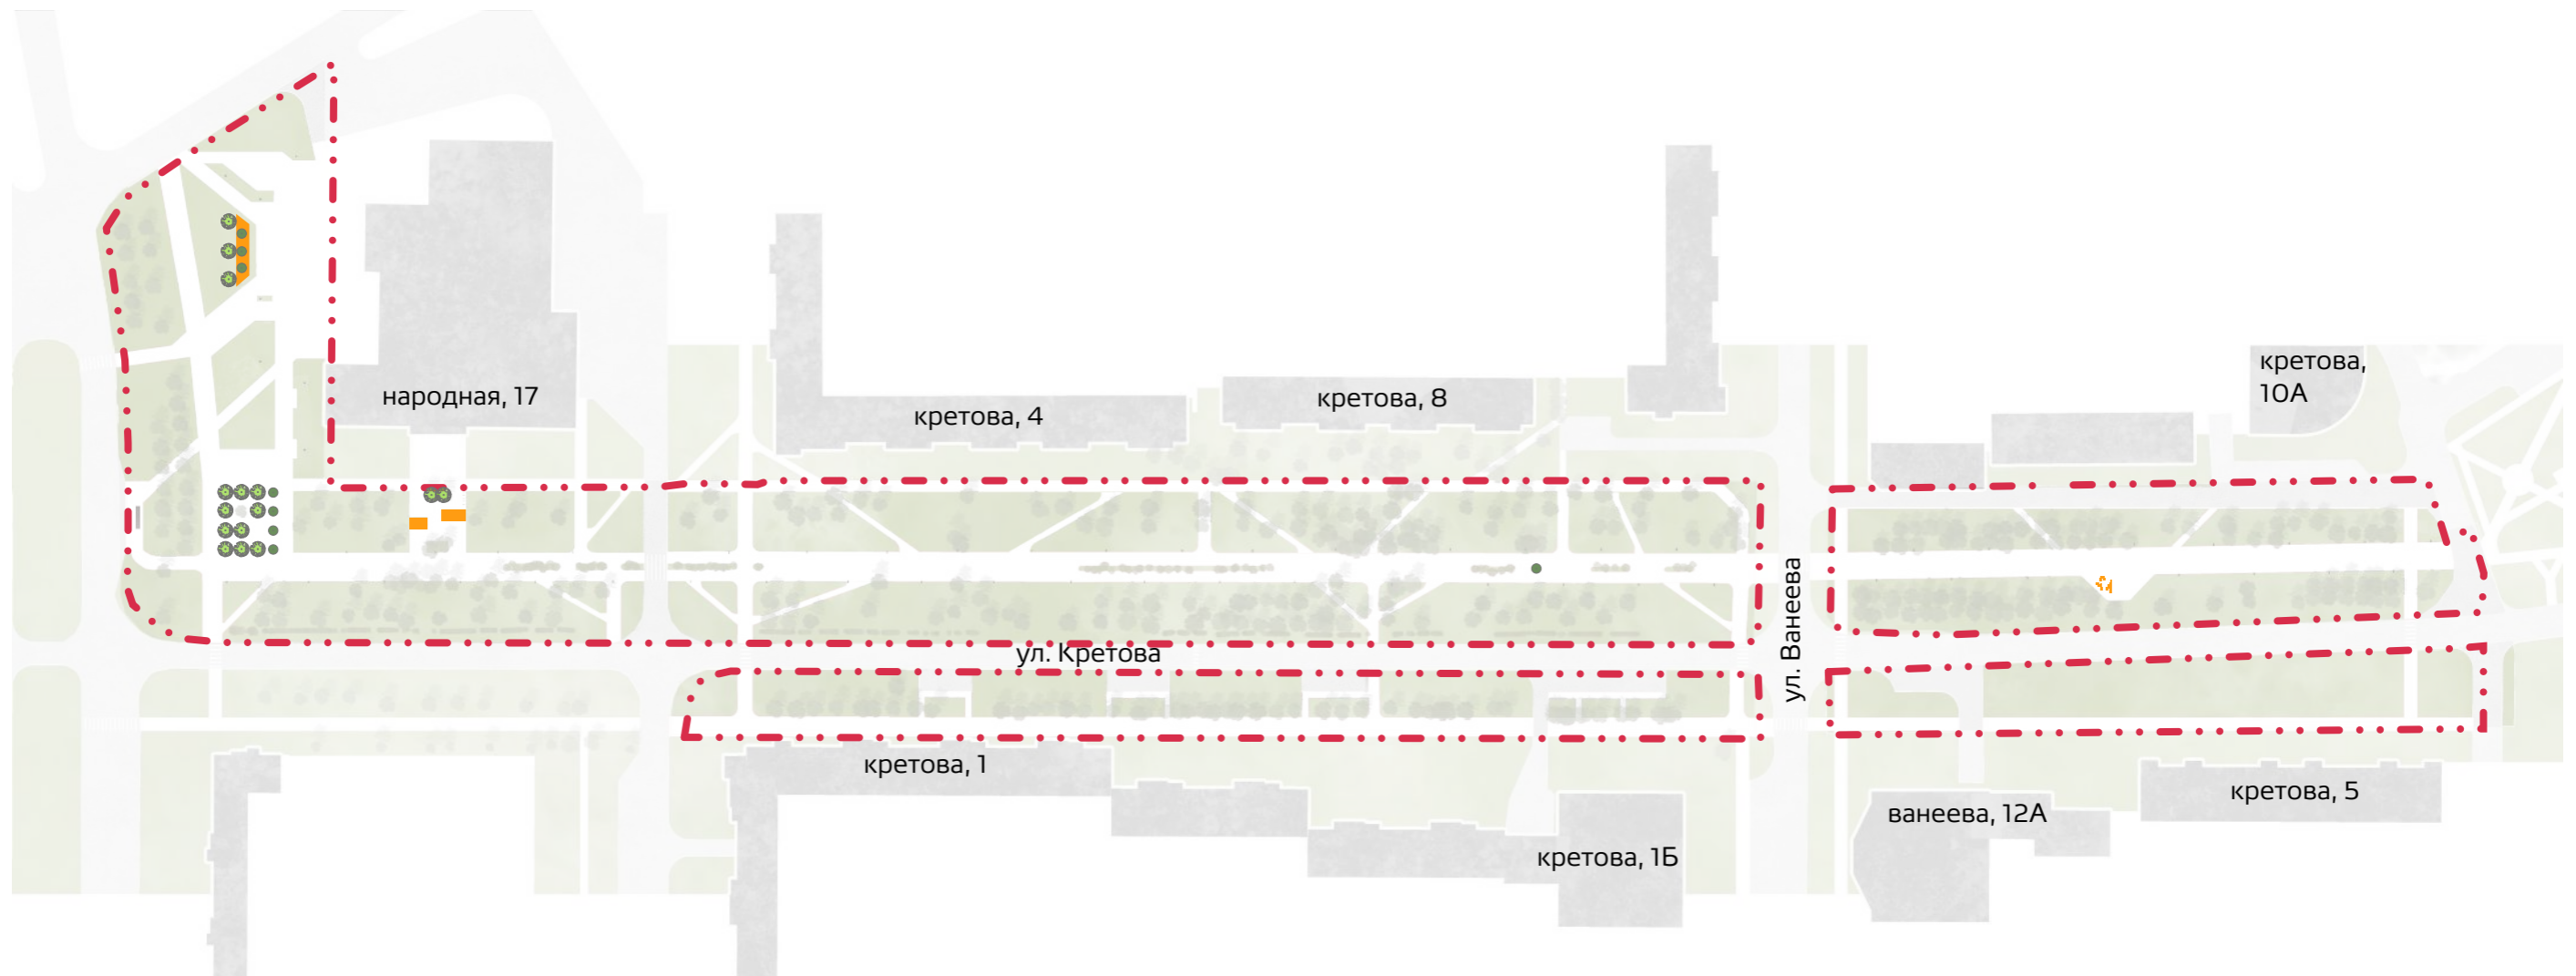 кретова,
10А
народная, 17
кретова, 4
кретова, 8
ул. Кретова
ул. Ванеева
кретова, 1
кретова, 5
ванеева, 12А
кретова, 1Б